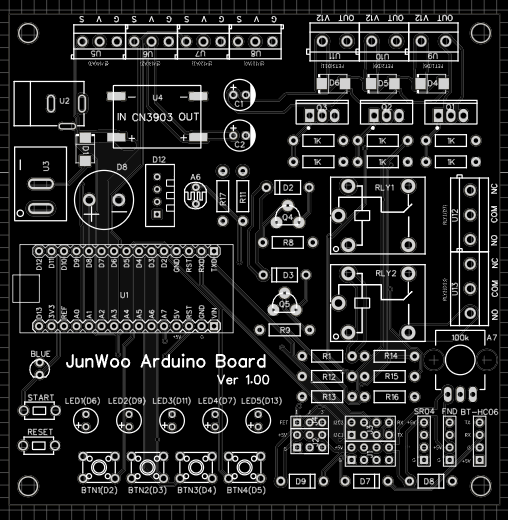 S V G S V G S V G S V G
U5 U6 U7 U8
V12 OUT V12 OUT V12 OUT
U11 U10 U9
U2
U4
IN CN3903 OUT
C1
C2
D6 D5 D4
Q3 Q2 Q1
1K 1K 1K
1K 1K 1K
U3
D1
D8
D12
A6
R17 R11
D2
Q4
R8
RLY1
NC
COM
NO
U12
D3
Q5
R9
RLY2
NC
COM
NO
U13
D12 D11 D10 D9 D8 D7 D6 D5 D4 D3 D2 GND RST RXD TX0
U1
D13 3V3 REF A0 A1 A2 A3 A4 A5 A6 A7 5V RST GND VIN
JunWoo Arduino Board
Ver 1.00
BLUE
START
RESET
LED1(D6) LED2(D9) LED3(D11) LED4(D7) LED5(D13)
BTN1(D2) BTN2(D3) BTN3(D4) BTN4(D5)
R1 R14
R12 R15
R13 R16
100k
A7
SR04 FND BT-HC06
D9 D7 D8